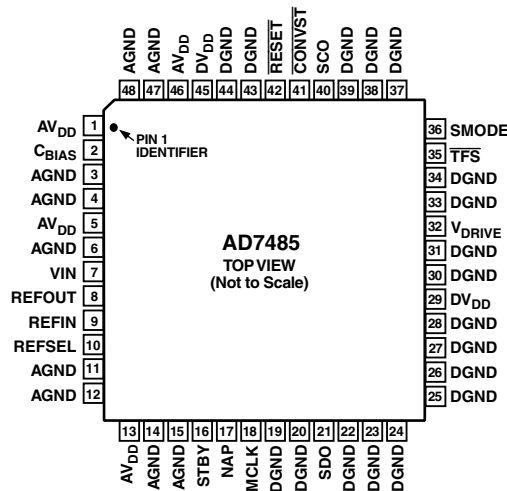 AGND AGND AVDD DVDD DGND DGND RESET CONVST SCO DGND DGND DGND
48 47 46 45 44 43 42 41 40 39 38 37
AVDD 1
CBIAS 2
AGND 3
AGND 4
AVDD 5
AGND 6
VIN 7
REFOUT 8
REFIN 9
REFSEL 10
AGND 11
AGND 12
PIN 1
IDENTIFIER
AD7485
TOP VIEW
(Not to Scale)
36 SMODE
35 TFS
34 DGND
33 DGND
32 VDRIVE
31 DGND
30 DGND
29 DVDD
28 DGND
27 DGND
26 DGND
25 DGND
13 14 15 16 17 18 19 20 21 22 23 24
AVDD AGND AGND STBY NAP MCLK DGND DGND SDO DGND DGND DGND